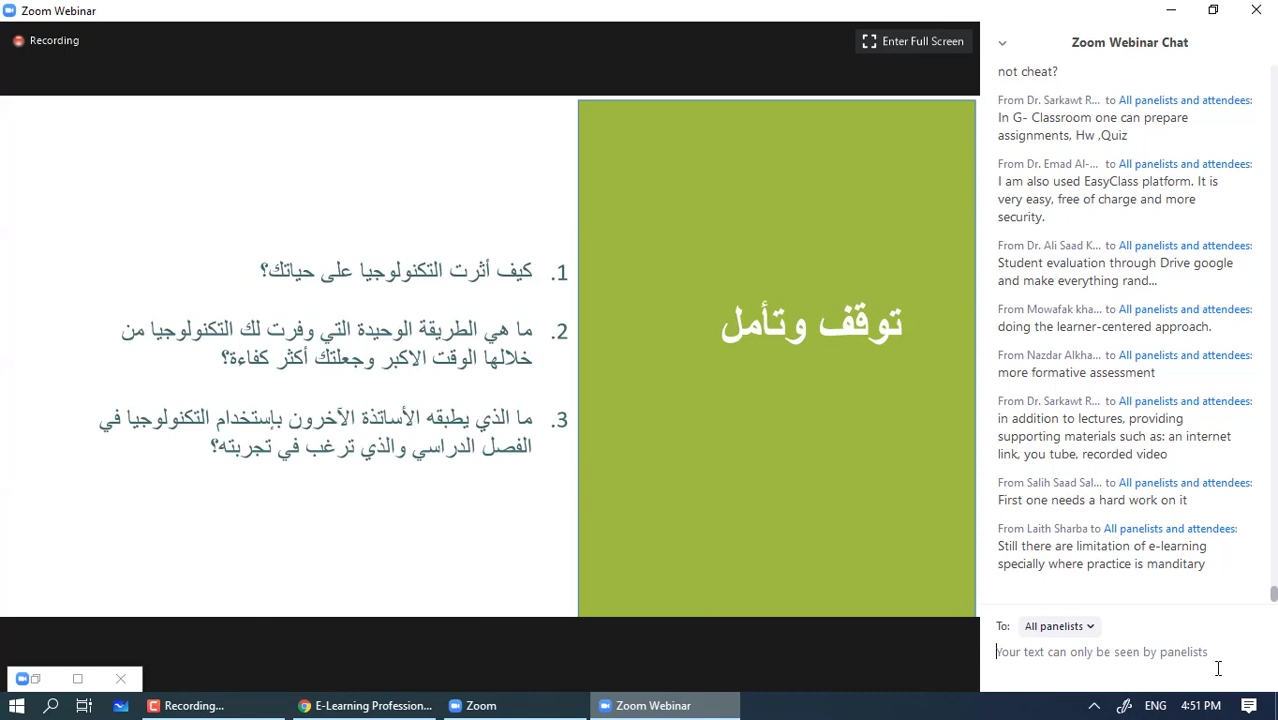 Zoom Webinar
Recording
Enter Full Screen
توقف وتأمل
1. كيف أثرت التكنولوجيا على حياتك؟
2. ما هي الطريقة الوحيدة التي وفرت لك التكنولوجيا من
خلالها الوقت الاكبر وجعلتك أكثر كفاءة؟
3. ما الذي يطبقه الأساتذة الآخرون بإستخدام التكنولوجيا في
الفصل الدراسي والذي ترغب في تجربته؟
Zoom Webinar Chat
not cheat?
From Dr. Sarkawt R... to All panelists and attendees:
In G- Classroom one can prepare
assignments, Hw ,Quiz
From Dr. Emad Al-... to All panelists and attendees:
I am also used EasyClass platform. It is
very easy, free of charge and more
security.
From Dr. Ali Saad K... to All panelists and attendees:
Student evaluation through Drive google
and make everything rand...
From Mowafak kha... to All panelists and attendees:
doing the learner-centered approach.
From Nazdar Alkha... to All panelists and attendees:
more formative assessment
From Dr. Sarkawt R... to All panelists and attendees:
in addition to lectures, providing
supporting materials such as: an internet
link, you tube, recorded video
From Salih Saad Sal... to All panelists and attendees:
First one needs a hard work on it
From Laith Sharba to All panelists and attendees:
Still there are limitation of e-learning
specially where practice is manditary
To: All panelists
Your text can only be seen by panelists
Recording...
E-Learning Profession...
Zoom
Zoom Webinar
4:51 PM